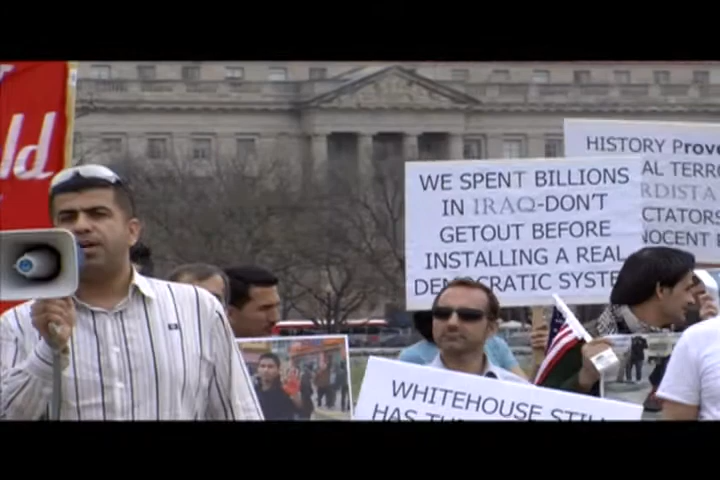 ld
WE SPENT BILLIONS
IN IRAQ-DON'T
GETOUT BEFORE
INSTALLING A REAL
DEMOCRATIC SYSTE
HISTORY Prove
AL TERRO
RDISTA
CTATORS
NOCENT
WHITEHOUSE STIL
HAS